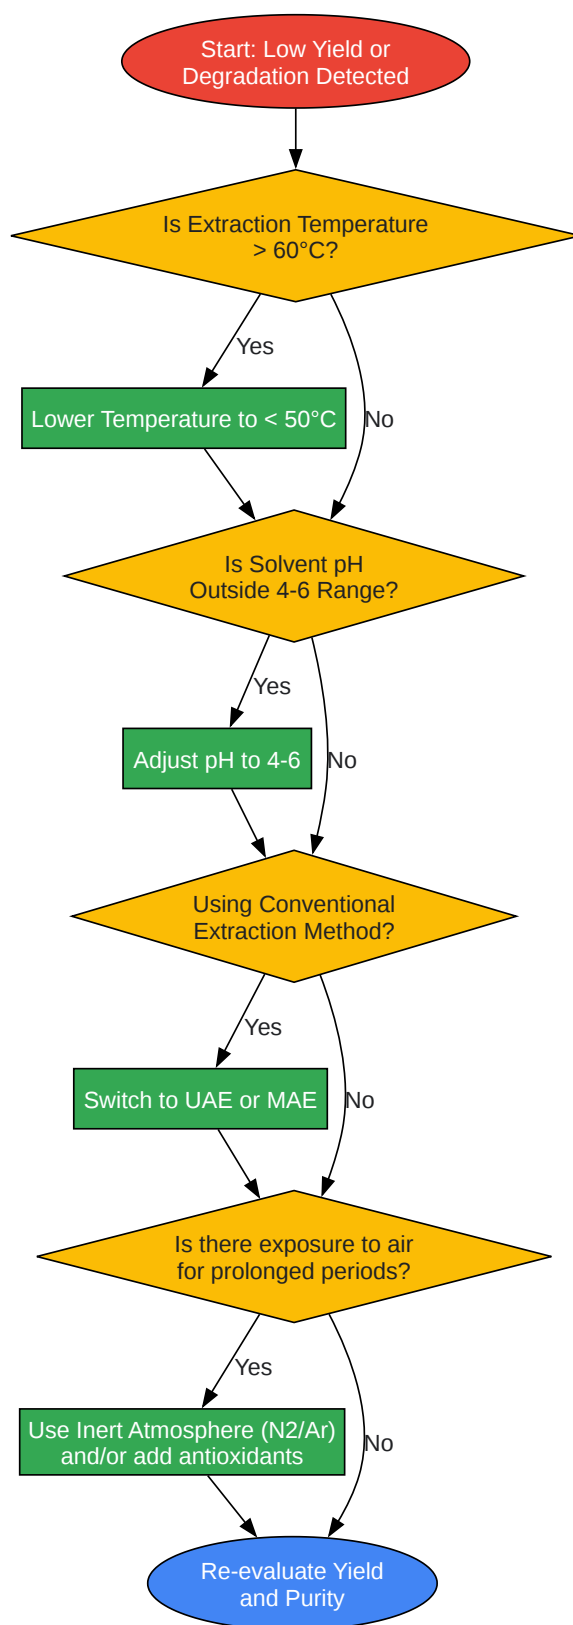 Start: Low Yield or
Degradation Detected
Is Extraction Temperature
> 60°C?
Yes
Lower Temperature to < 50°C
No
Is Solvent pH
Outside 4-6 Range?
Yes
Adjust pH to 4-6
No
Using Conventional
Extraction Method?
Yes
Switch to UAE or MAE
No
Is there exposure to air
for prolonged periods?
Yes
Use Inert Atmosphere (N2/Ar)
and/or add antioxidants
No
Re-evaluate Yield
and Purity